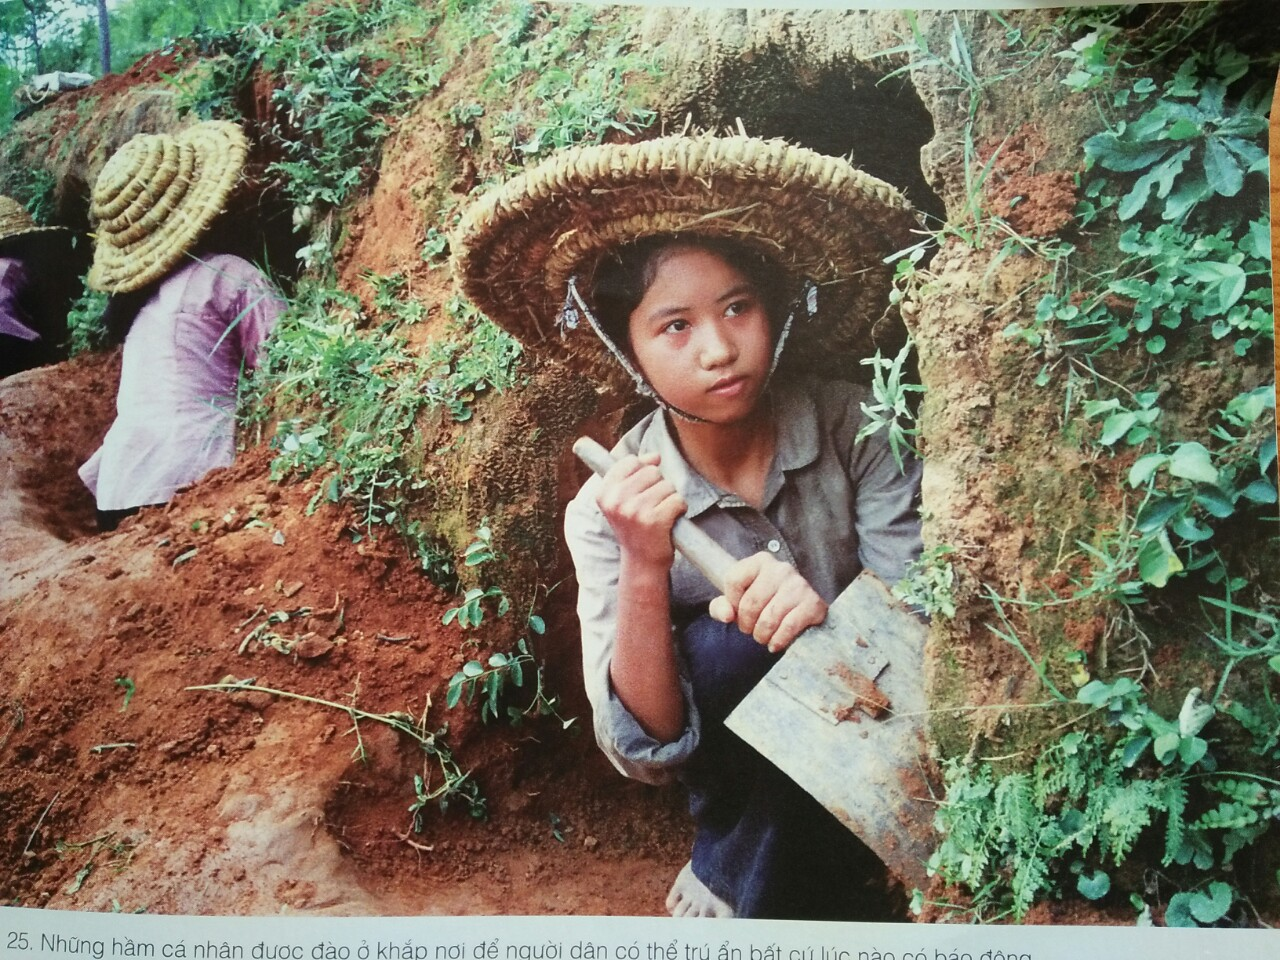 25. Những hầm cá nhân được đào ở khắp nơi để người dân có thể trú ẩn bất cứ lúc nào có báo động